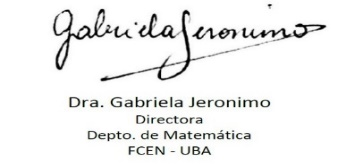 Gabriela Jeronimo
Dra. Gabriela Jeronimo
Directora
Depto. de Matemática
FCEN - UBA